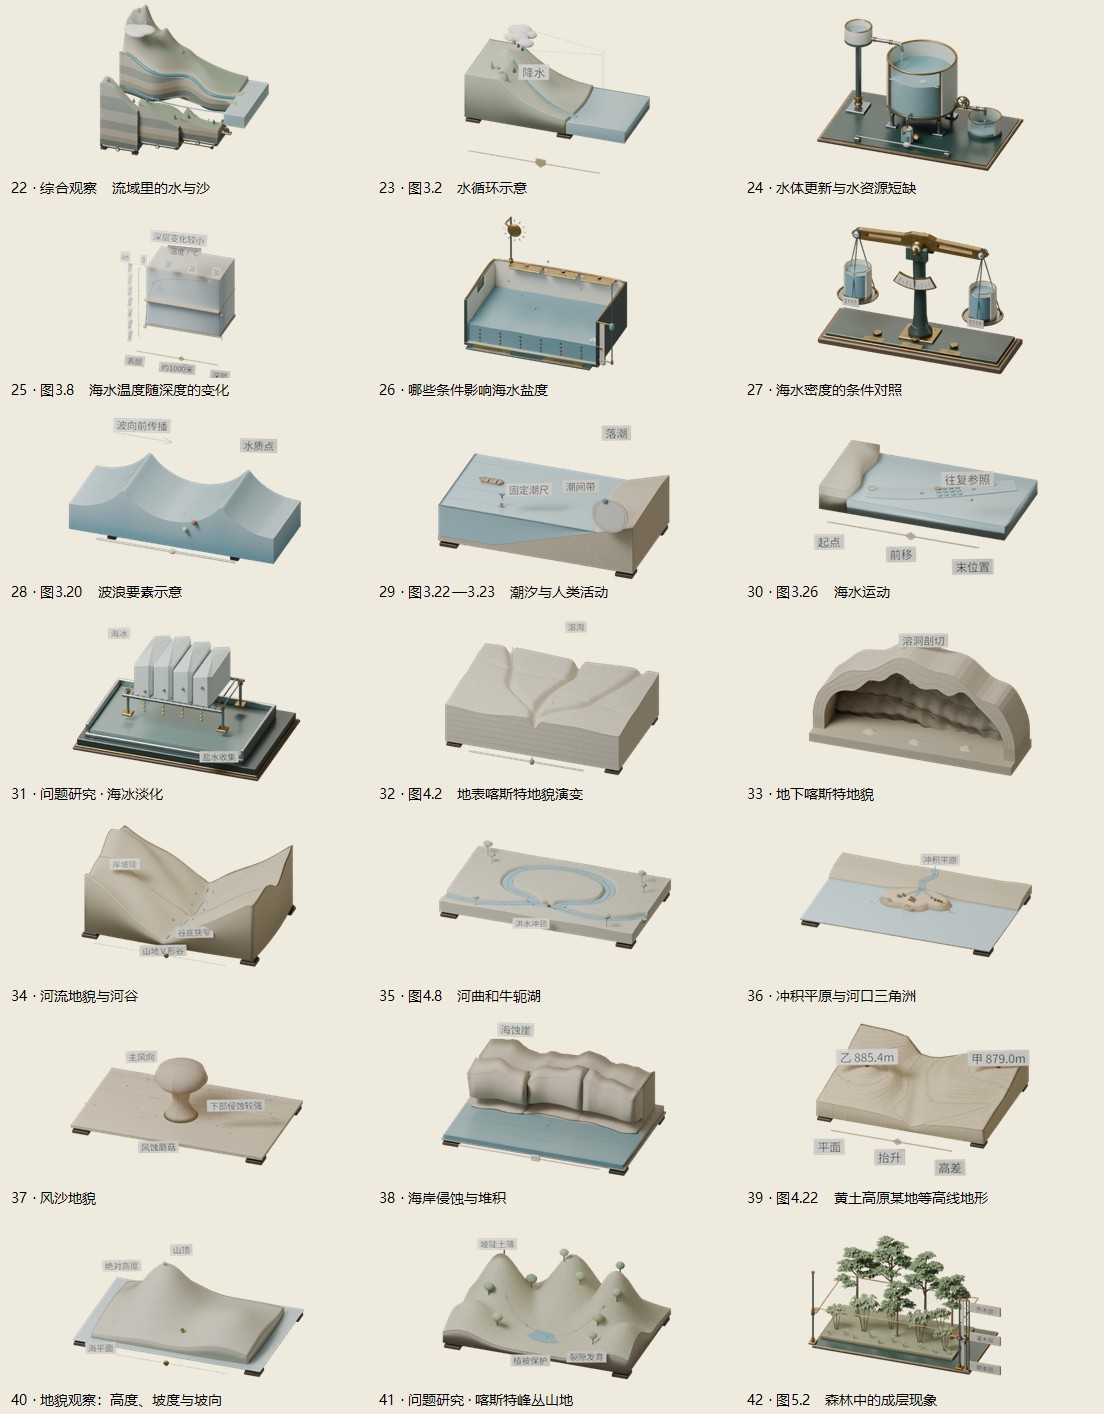 降水
22 · 综合观察 流域里的水与沙
23 · 图3.2 水循环示意
24 · 水体更新与水资源短缺
深层变化较小
温度/°C
表层
约1000米
深层
25 · 图3.8 海水温度随深度的变化
26 · 哪些条件影响海水盐度
27 · 海水密度的条件对照
波向前传播
水质点
落潮
固定潮尺
潮间带
往复参照
起点
前移
末位置
28 · 图3.20 波浪要素示意
29 · 图3.22—3.23 潮汐与人类活动
30 · 图3.26 海水运动
海冰
盐水收集
溶沟
溶洞剖切
31 · 问题研究 · 海冰淡化
32 · 图4.2 地表喀斯特地貌演变
33 · 地下喀斯特地貌
岸坡陡
谷底狭窄
山地V形谷
洪水冲颈
冲积平原
34 · 河流地貌与河谷
35 · 图4.8 河曲和牛轭湖
36 · 冲积平原与河口三角洲
主风向
下部侵蚀较强
风蚀蘑菇
海蚀崖
乙 885.4m
甲 879.0m
平面
抬升
高差
37 · 风沙地貌
38 · 海岸侵蚀与堆积
39 · 图4.22 黄土高原某地等高线地形
山顶
绝对高度
海平面
坡陡土薄
植被保护
裂隙发育
40 · 地貌观察：高度、坡度与坡向
41 · 问题研究 · 喀斯特峰丛山地
42 · 图5.2 森林中的成层现象